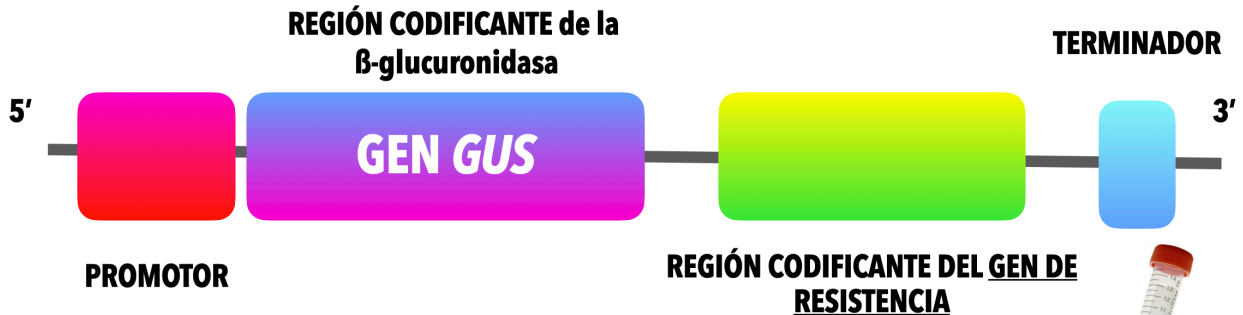 REGIÓN CODIFICANTE de la
ß-glucuronidasa
TERMINADOR
5’
3’
GEN GUS
PROMOTOR
REGIÓN CODIFICANTE DEL GEN DE
RESISTENCIA